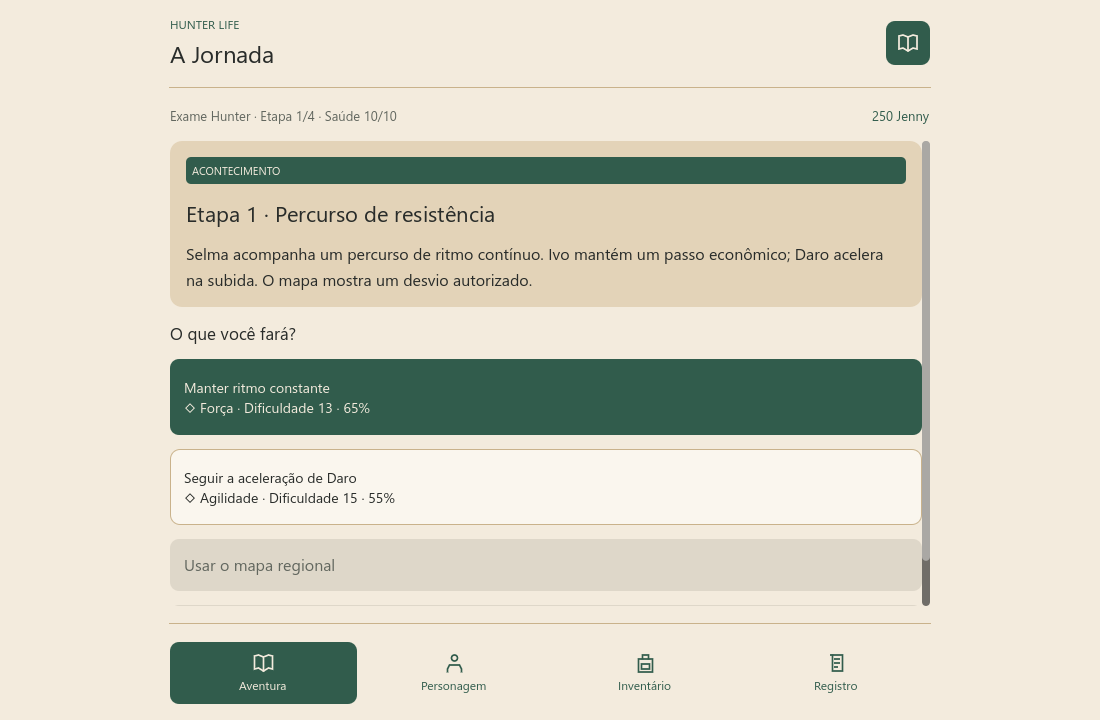 HUNTER LIFE
A Jornada
Exame Hunter · Etapa 1/4 · Saúde 10/10
250 Jenny
ACONTECIMENTO
Etapa 1 · Percurso de resistência
Selma acompanha um percurso de ritmo contínuo. Ivo mantém um passo econômico; Daro acelera
na subida. O mapa mostra um desvio autorizado.
O que você fará?
Manter ritmo constante
◇ Força · Dificuldade 13 · 65%
Seguir a aceleração de Daro
◇ Agilidade · Dificuldade 15 · 55%
Usar o mapa regional
Aventura
Personagem
Inventário
Registro